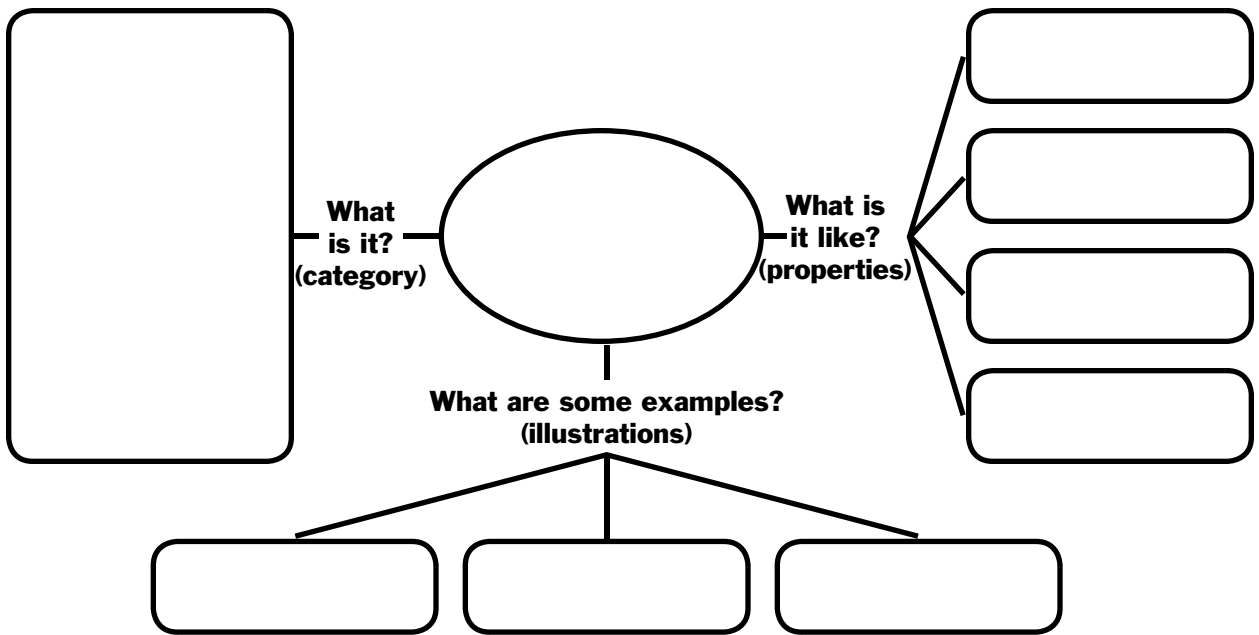 What
is it?
(category)
What is
it like?
(properties)
What are some examples?
(illustrations)